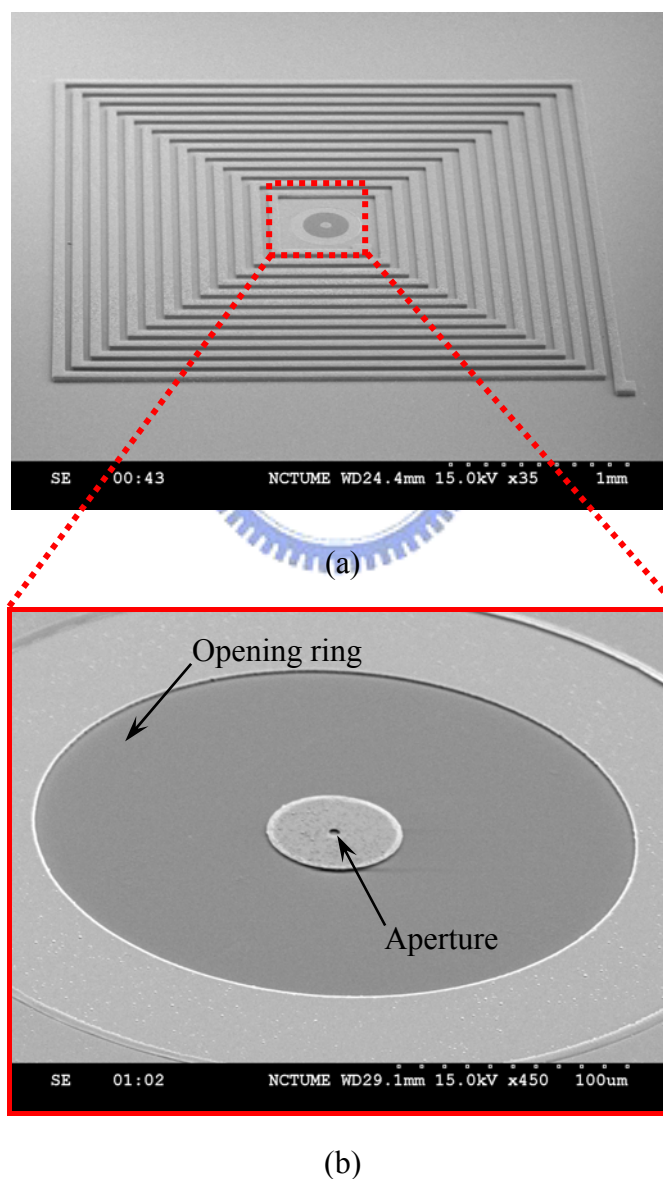 SE 00:43 NCTUME WD24.4mm 15.0kV x35 1mm
(a)
Opening ring
Aperture
SE 01:02 NCTUME WD29.1mm 15.0kV x450 100um
(b)